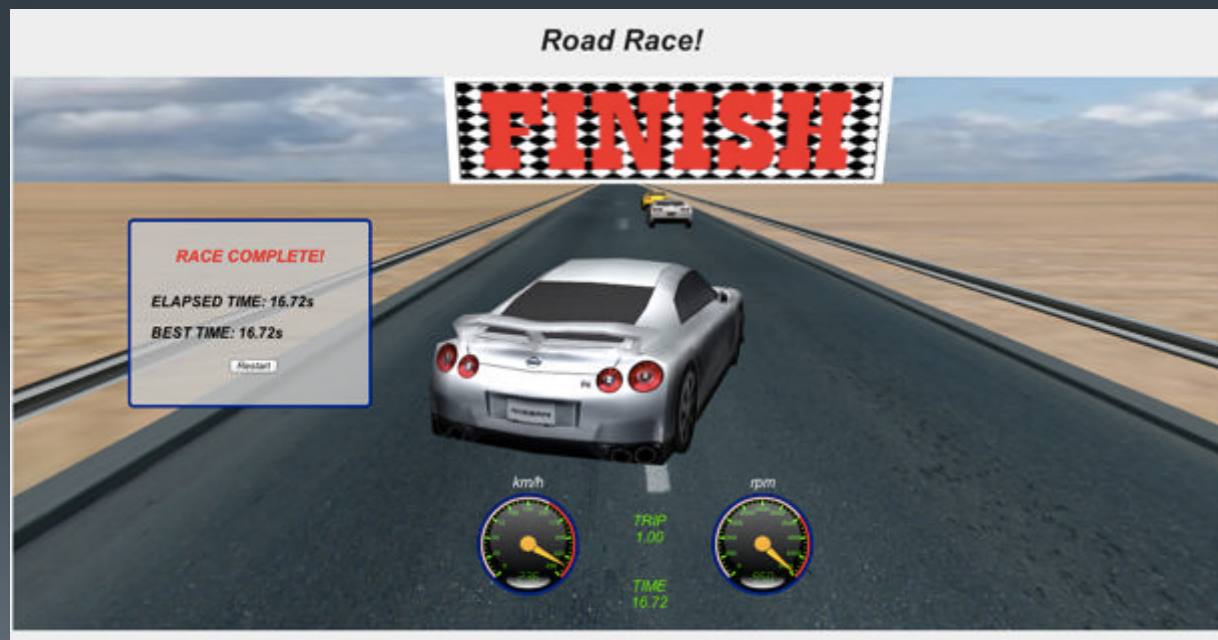 Road Race!
FINISH
RACE COMPLETE!
ELAPSED TIME: 16.72s
BEST TIME: 16.72s
Restart
NISSAN
km/h
rpm
TRIP
1.00
TIME
16.72